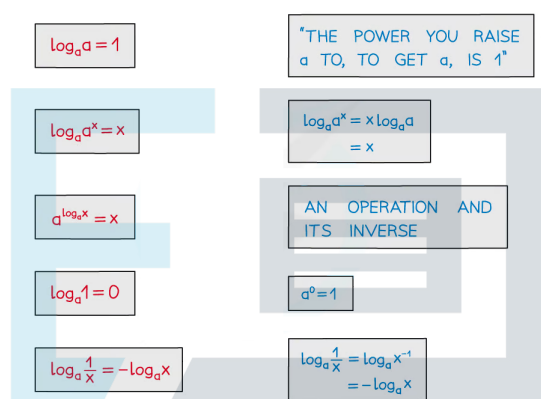 logₐa = 1
"THE POWER YOU RAISE
a TO, TO GET a, IS 1"
logₐaˣ = x
logₐaˣ = x logₐa
= x
a^(logₐx) = x
AN OPERATION AND
ITS INVERSE
logₐ1 = 0
a⁰ = 1
logₐ 1/x = −logₐx
logₐ 1/x = logₐx⁻¹
= −logₐx